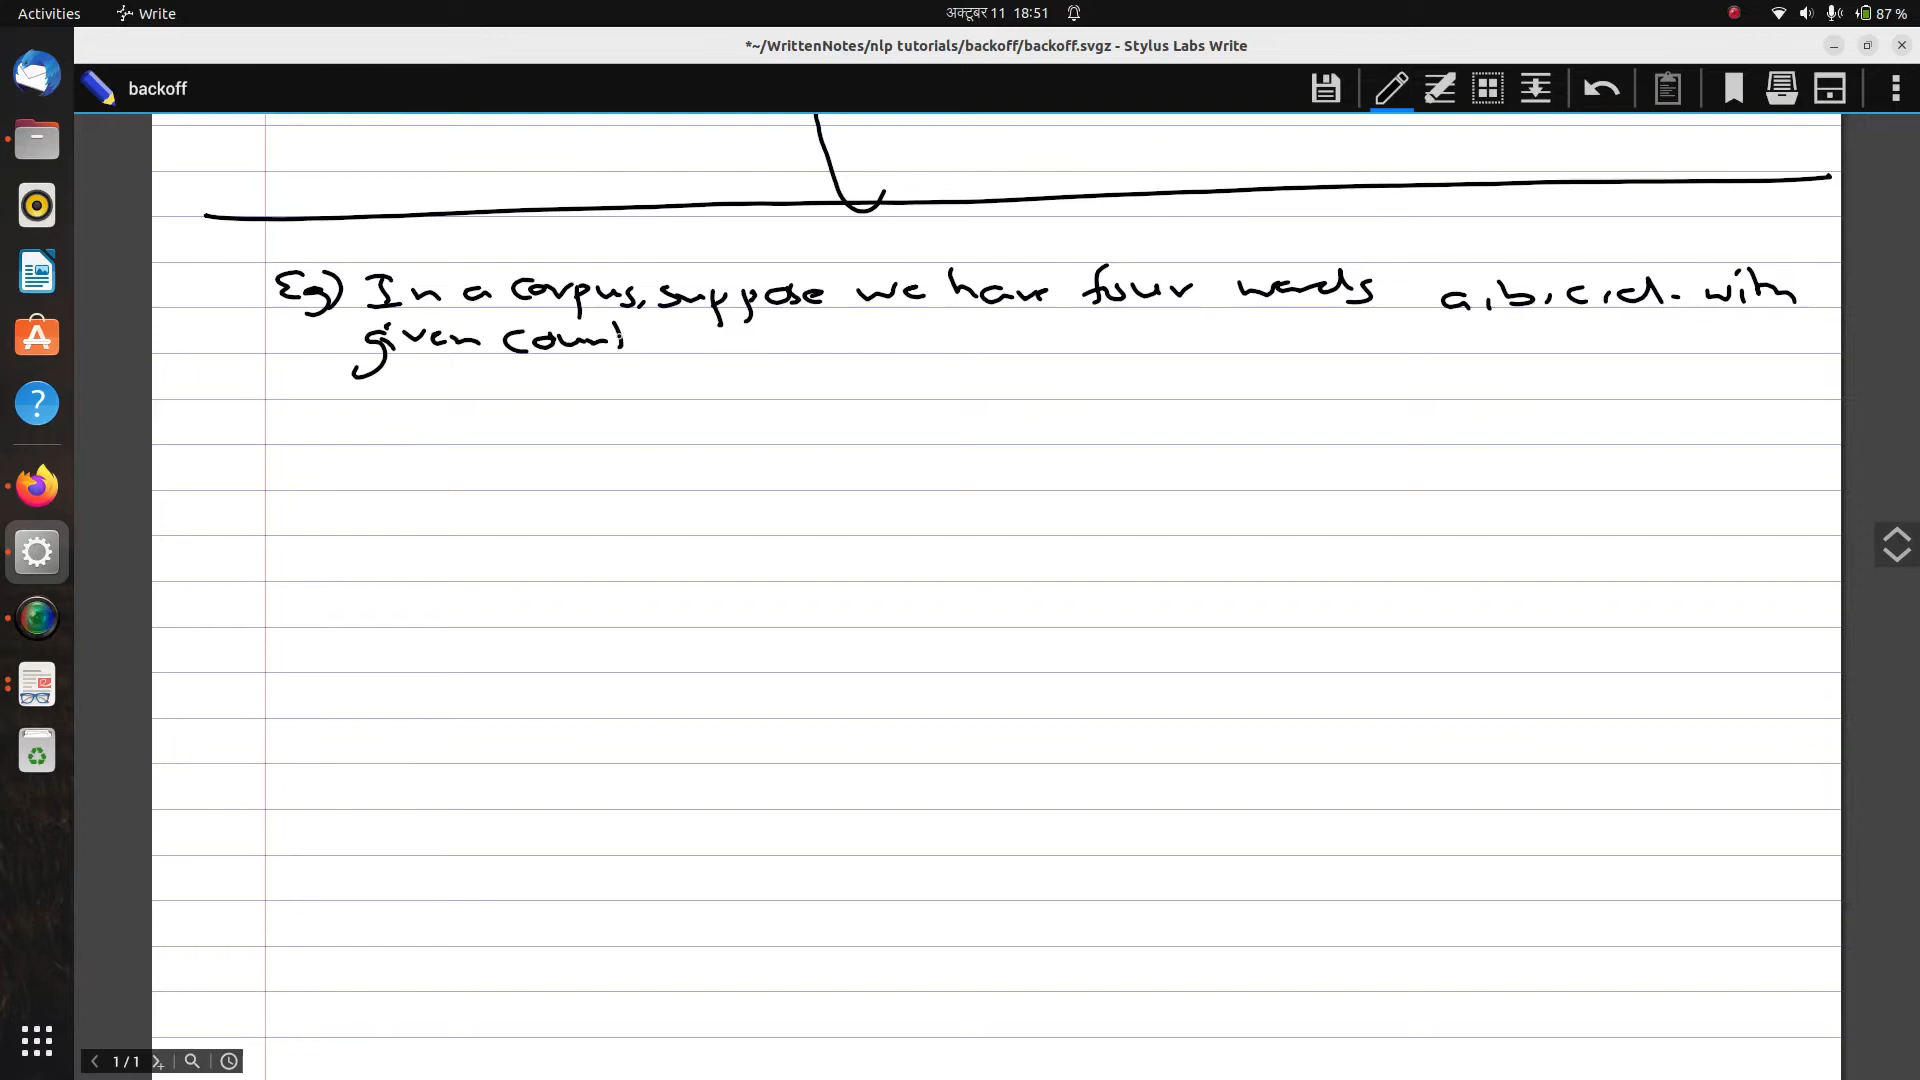 Activities
Write
अक्टूबर 11 18:51
87 %
*~/WrittenNotes/nlp tutorials/backoff/backoff.svgz - Stylus Labs Write
backoff
Eg) In a corpus, suppose we have four words a, b, c, d. with
given count
1 / 1